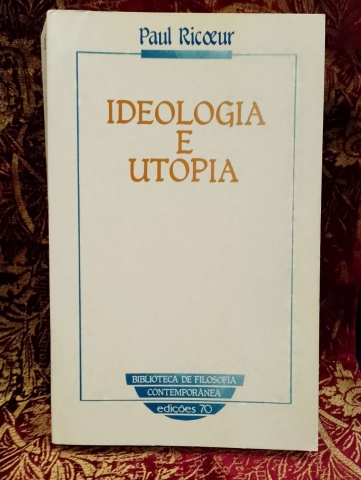 Paul Ricœur
IDEOLOGIA
E
UTOPIA
BIBLIOTECA DE FILOSOFIA
CONTEMPORÂNEA
edições 70